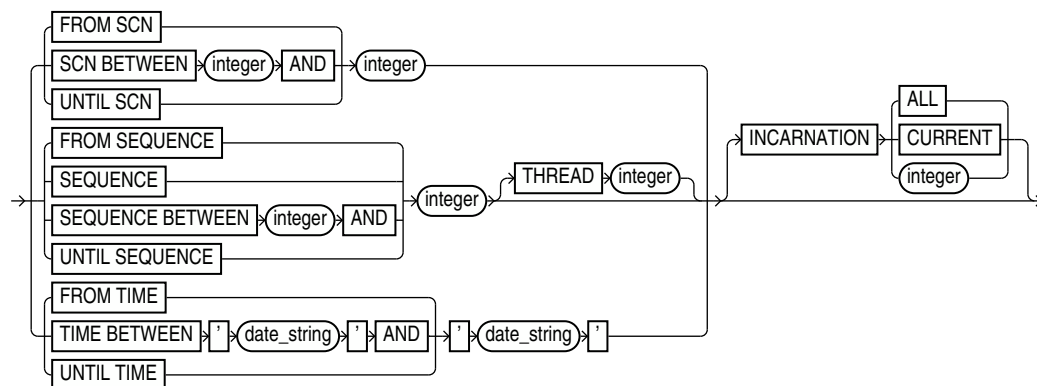 FROM SCN
SCN BETWEEN integer AND integer
UNTIL SCN
FROM SEQUENCE
SEQUENCE
SEQUENCE BETWEEN integer AND integer THREAD integer
UNTIL SEQUENCE
FROM TIME
TIME BETWEEN ' date_string ' AND ' date_string '
UNTIL TIME
ALL
INCARNATION CURRENT
integer